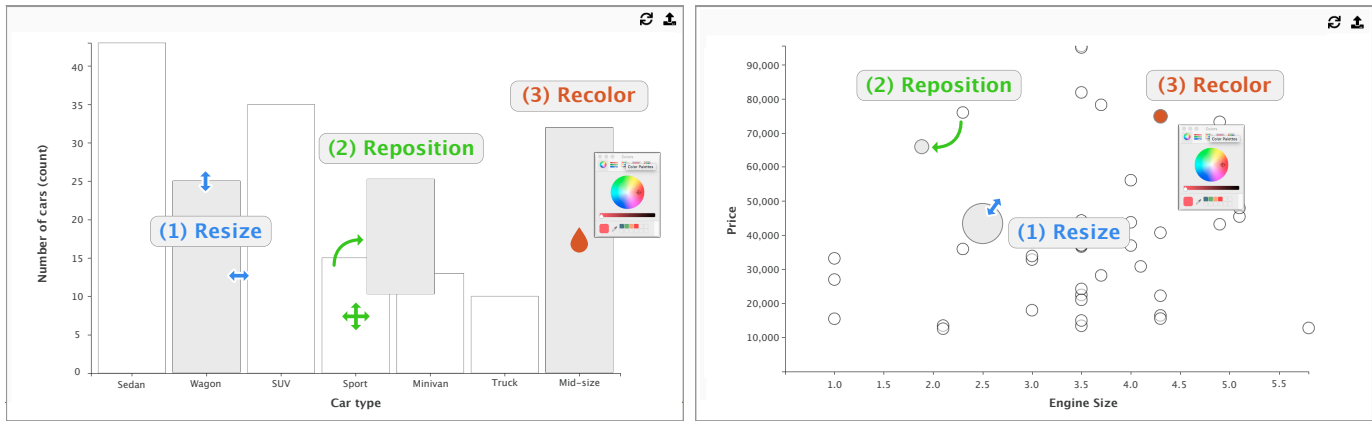 (3) Recolor
(2) Reposition
(1) Resize
Number of cars (count)
40
35
30
25
20
15
10
5
0
Sedan Wagon SUV Sport Minivan Truck Mid-size
Car type
Color Palettes
(2) Reposition
(3) Recolor
(1) Resize
Price
90,000
80,000
70,000
60,000
50,000
40,000
30,000
20,000
10,000
1.0 1.5 2.0 2.5 3.0 3.5 4.0 4.5 5.0 5.5
Engine Size
Color Palettes